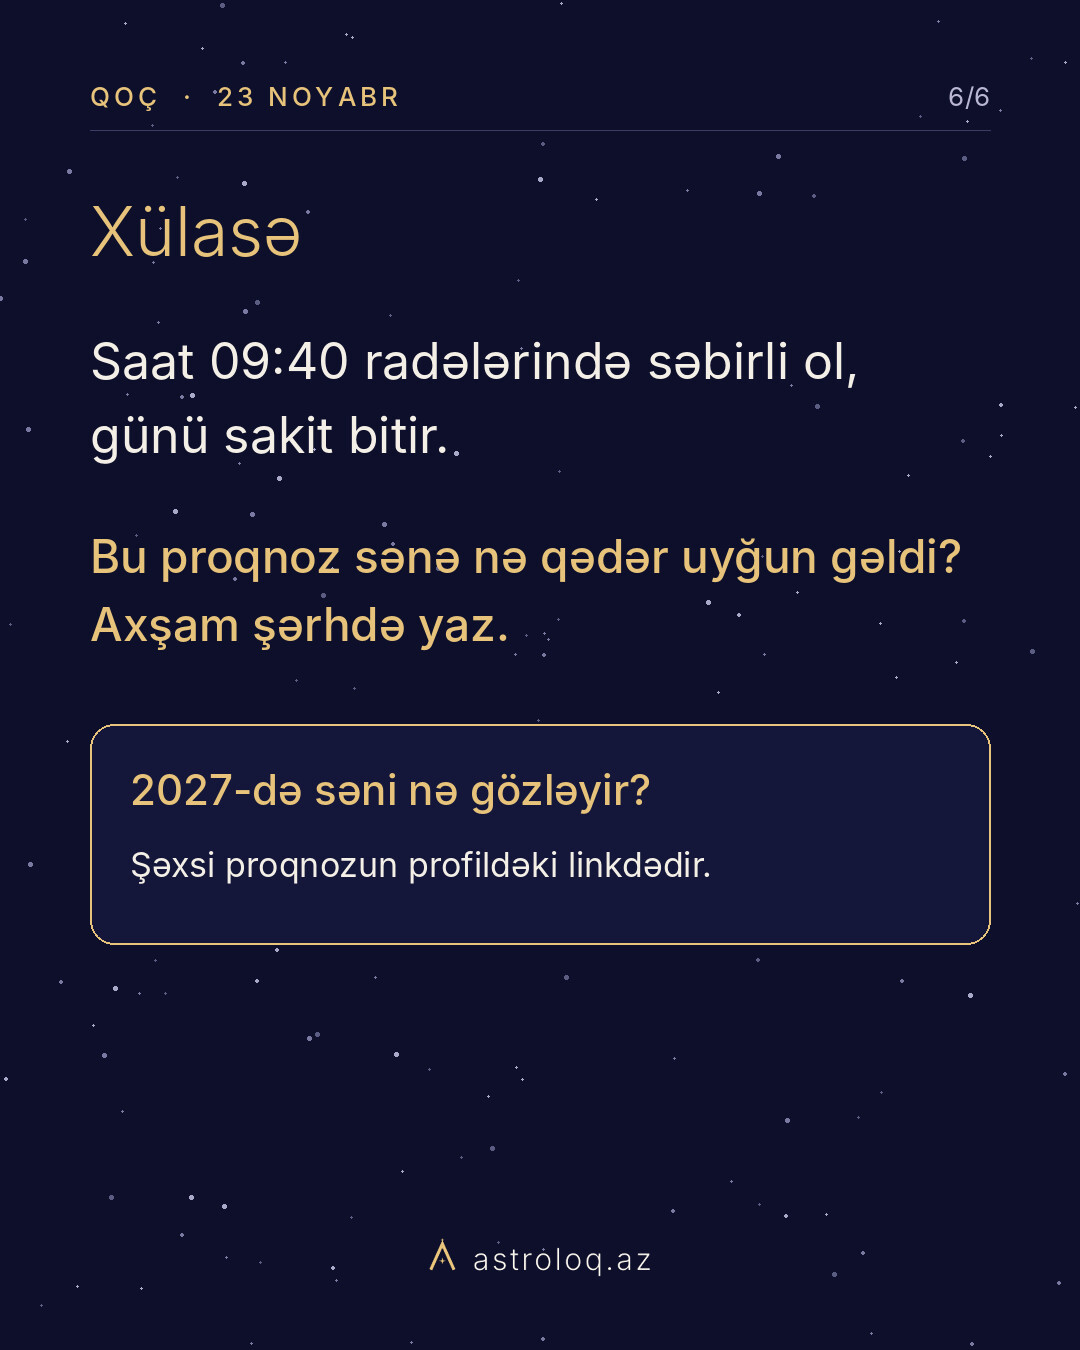 QOÇ · 23 NOYABR
6/6
Xülasə
Saat 09:40 radələrində səbirli ol,
günü sakit bitir.
Bu proqnoz sənə nə qədər uyğun gəldi?
Axşam şərhdə yaz.
2027-də səni nə gözləyir?
Şəxsi proqnozun profildəki linkdədir.
astroloq.az